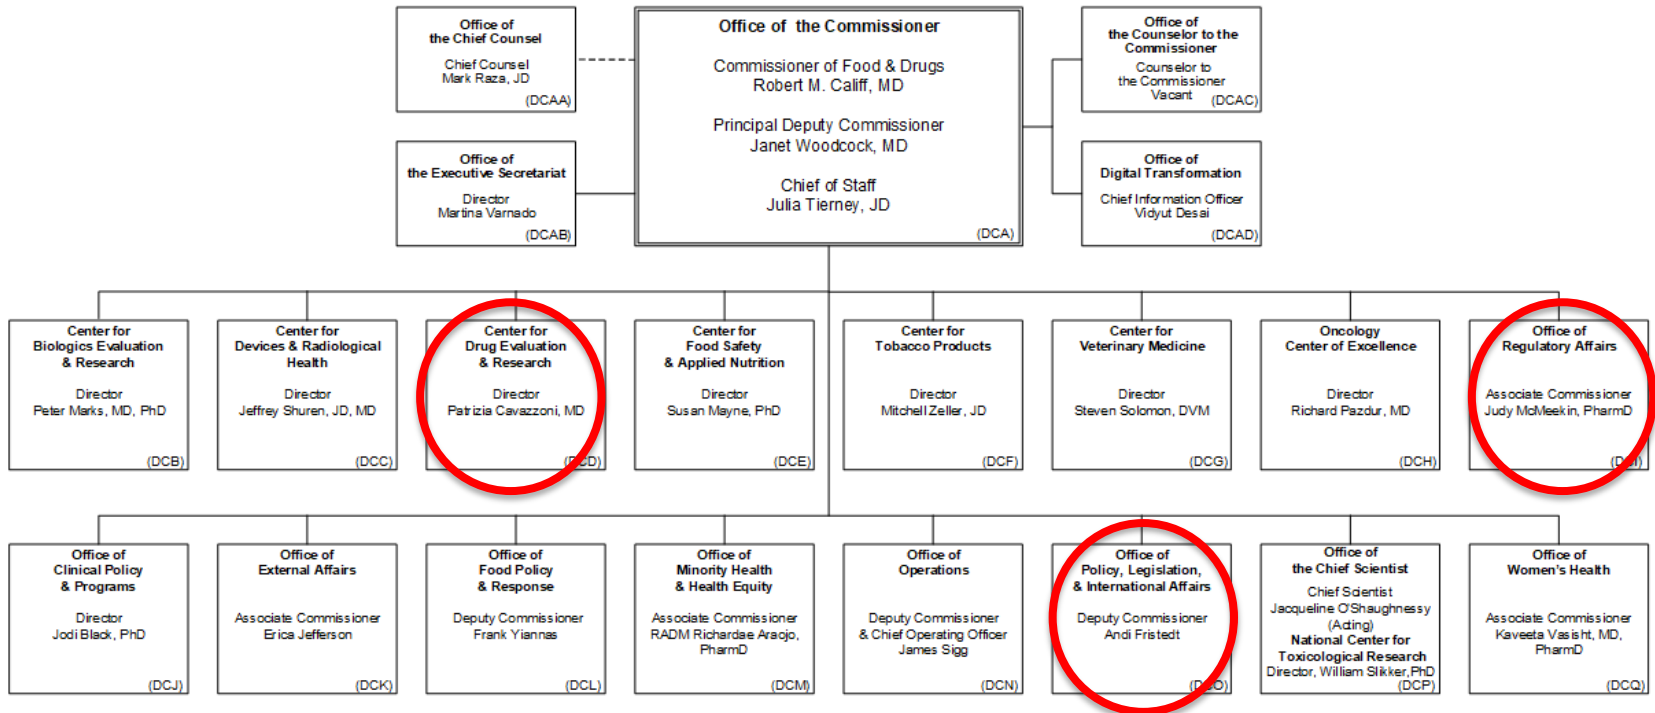 Office of
the Chief Counsel
Chief Counsel
Mark Raza, JD
(DCAA)
Office of the Commissioner
Commissioner of Food & Drugs
Robert M. Califf, MD
Principal Deputy Commissioner
Janet Woodcock, MD
Chief of Staff
Julia Tierney, JD
(DCA)
Office of
the Counselor to the
Commissioner
Counselor to
the Commissioner
Vacant
(DCAC)
Office of
the Executive Secretariat
Director
Martina Varnado
(DCAB)
Office of
Digital Transformation
Chief Information Officer
Vidyut Desai
(DCAD)
Center for
Biologics Evaluation
& Research
Director
Peter Marks, MD, PhD
(DCB)
Center for
Devices & Radiological
Health
Director
Jeffrey Shuren, JD, MD
(DCC)
Center for
Drug Evaluation
& Research
Director
Patrizia Cavazzoni, MD
(DCD)
Center for
Food Safety
& Applied Nutrition
Director
Susan Mayne, PhD
(DCE)
Center for
Tobacco Products
Director
Mitchell Zeller, JD
(DCF)
Center for
Veterinary Medicine
Director
Steven Solomon, DVM
(DCG)
Oncology
Center of Excellence
Director
Richard Pazdur, MD
(DCH)
Office of
Regulatory Affairs
Associate Commissioner
Judy McMeekin, PharmD
(DCI)
Office of
Clinical Policy
& Programs
Director
Jodi Black, PhD
(DCJ)
Office of
External Affairs
Associate Commissioner
Erica Jefferson
(DCK)
Office of
Food Policy
& Response
Deputy Commissioner
Frank Yiannas
(DCL)
Office of
Minority Health
& Health Equity
Associate Commissioner
RADM Richardae Araojo,
PharmD
(DCM)
Office of
Operations
Deputy Commissioner
& Chief Operating Officer
James Sigg
(DCN)
Office of
Policy, Legislation,
& International Affairs
Deputy Commissioner
Andi Fristedt
(DCO)
Office of
the Chief Scientist
Chief Scientist
Jacqueline O'Shaughnessy
(Acting)
National Center for
Toxicological Research
Director, William Slikker,PhD
(DCP)
Office of
Women's Health
Associate Commissioner
Kaveeta Vasisht, MD,
PharmD
(DCQ)